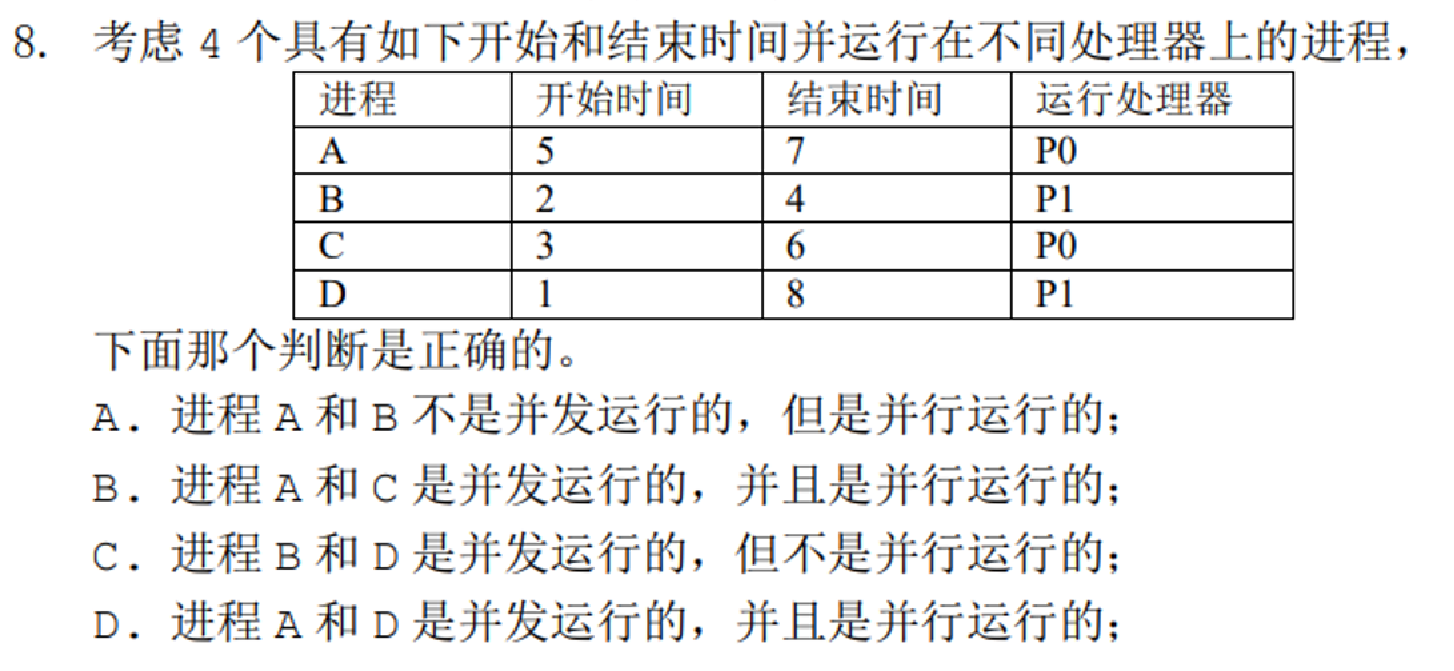 8. 考虑 4 个具有如下开始和结束时间并运行在不同处理器上的进程，
进程 开始时间 结束时间 运行处理器
A 5 7 P0
B 2 4 P1
C 3 6 P0
D 1 8 P1
下面那个判断是正确的。
A. 进程 A 和 B 不是并发运行的，但是并行运行的；
B. 进程 A 和 C 是并发运行的，并且是并行运行的；
C. 进程 B 和 D 是并发运行的，但不是并行运行的；
D. 进程 A 和 D 是并发运行的，并且是并行运行的；